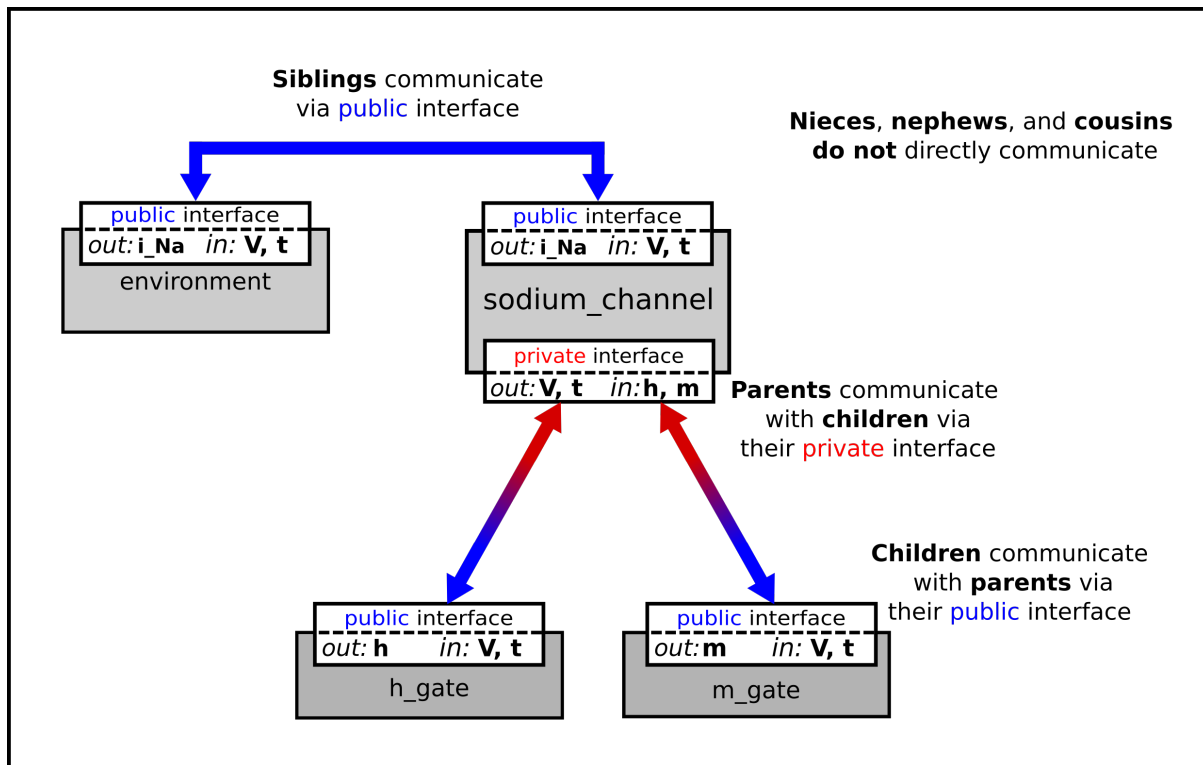 Siblings communicate
via public interface
Nieces, nephews, and cousins
do not directly communicate
public interface
out: i_Na in: V, t
environment
public interface
out: i_Na in: V, t
sodium_channel
private interface
out: V, t in: h, m
Parents communicate
with children via
their private interface
Children communicate
with parents via
their public interface
public interface
out: h in: V, t
h_gate
public interface
out: m in: V, t
m_gate